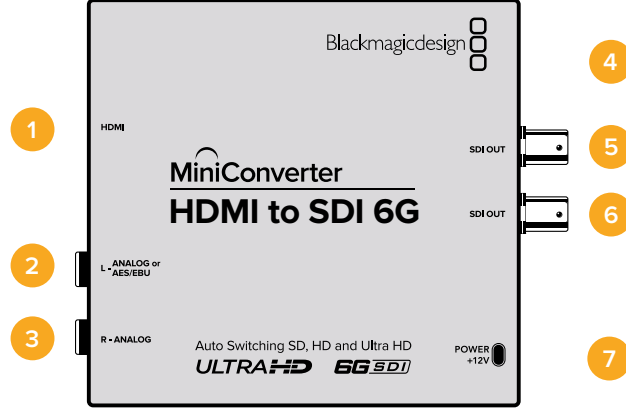 Blackmagicdesign
4
1
HDMI
SDI OUT
5
MiniConverter
HDMI to SDI 6G
SDI OUT
6
2
L - ANALOG or
AES/EBU
3
R - ANALOG
Auto Switching SD, HD and Ultra HD
ULTRAHD 6G SDI
POWER
+12V
7